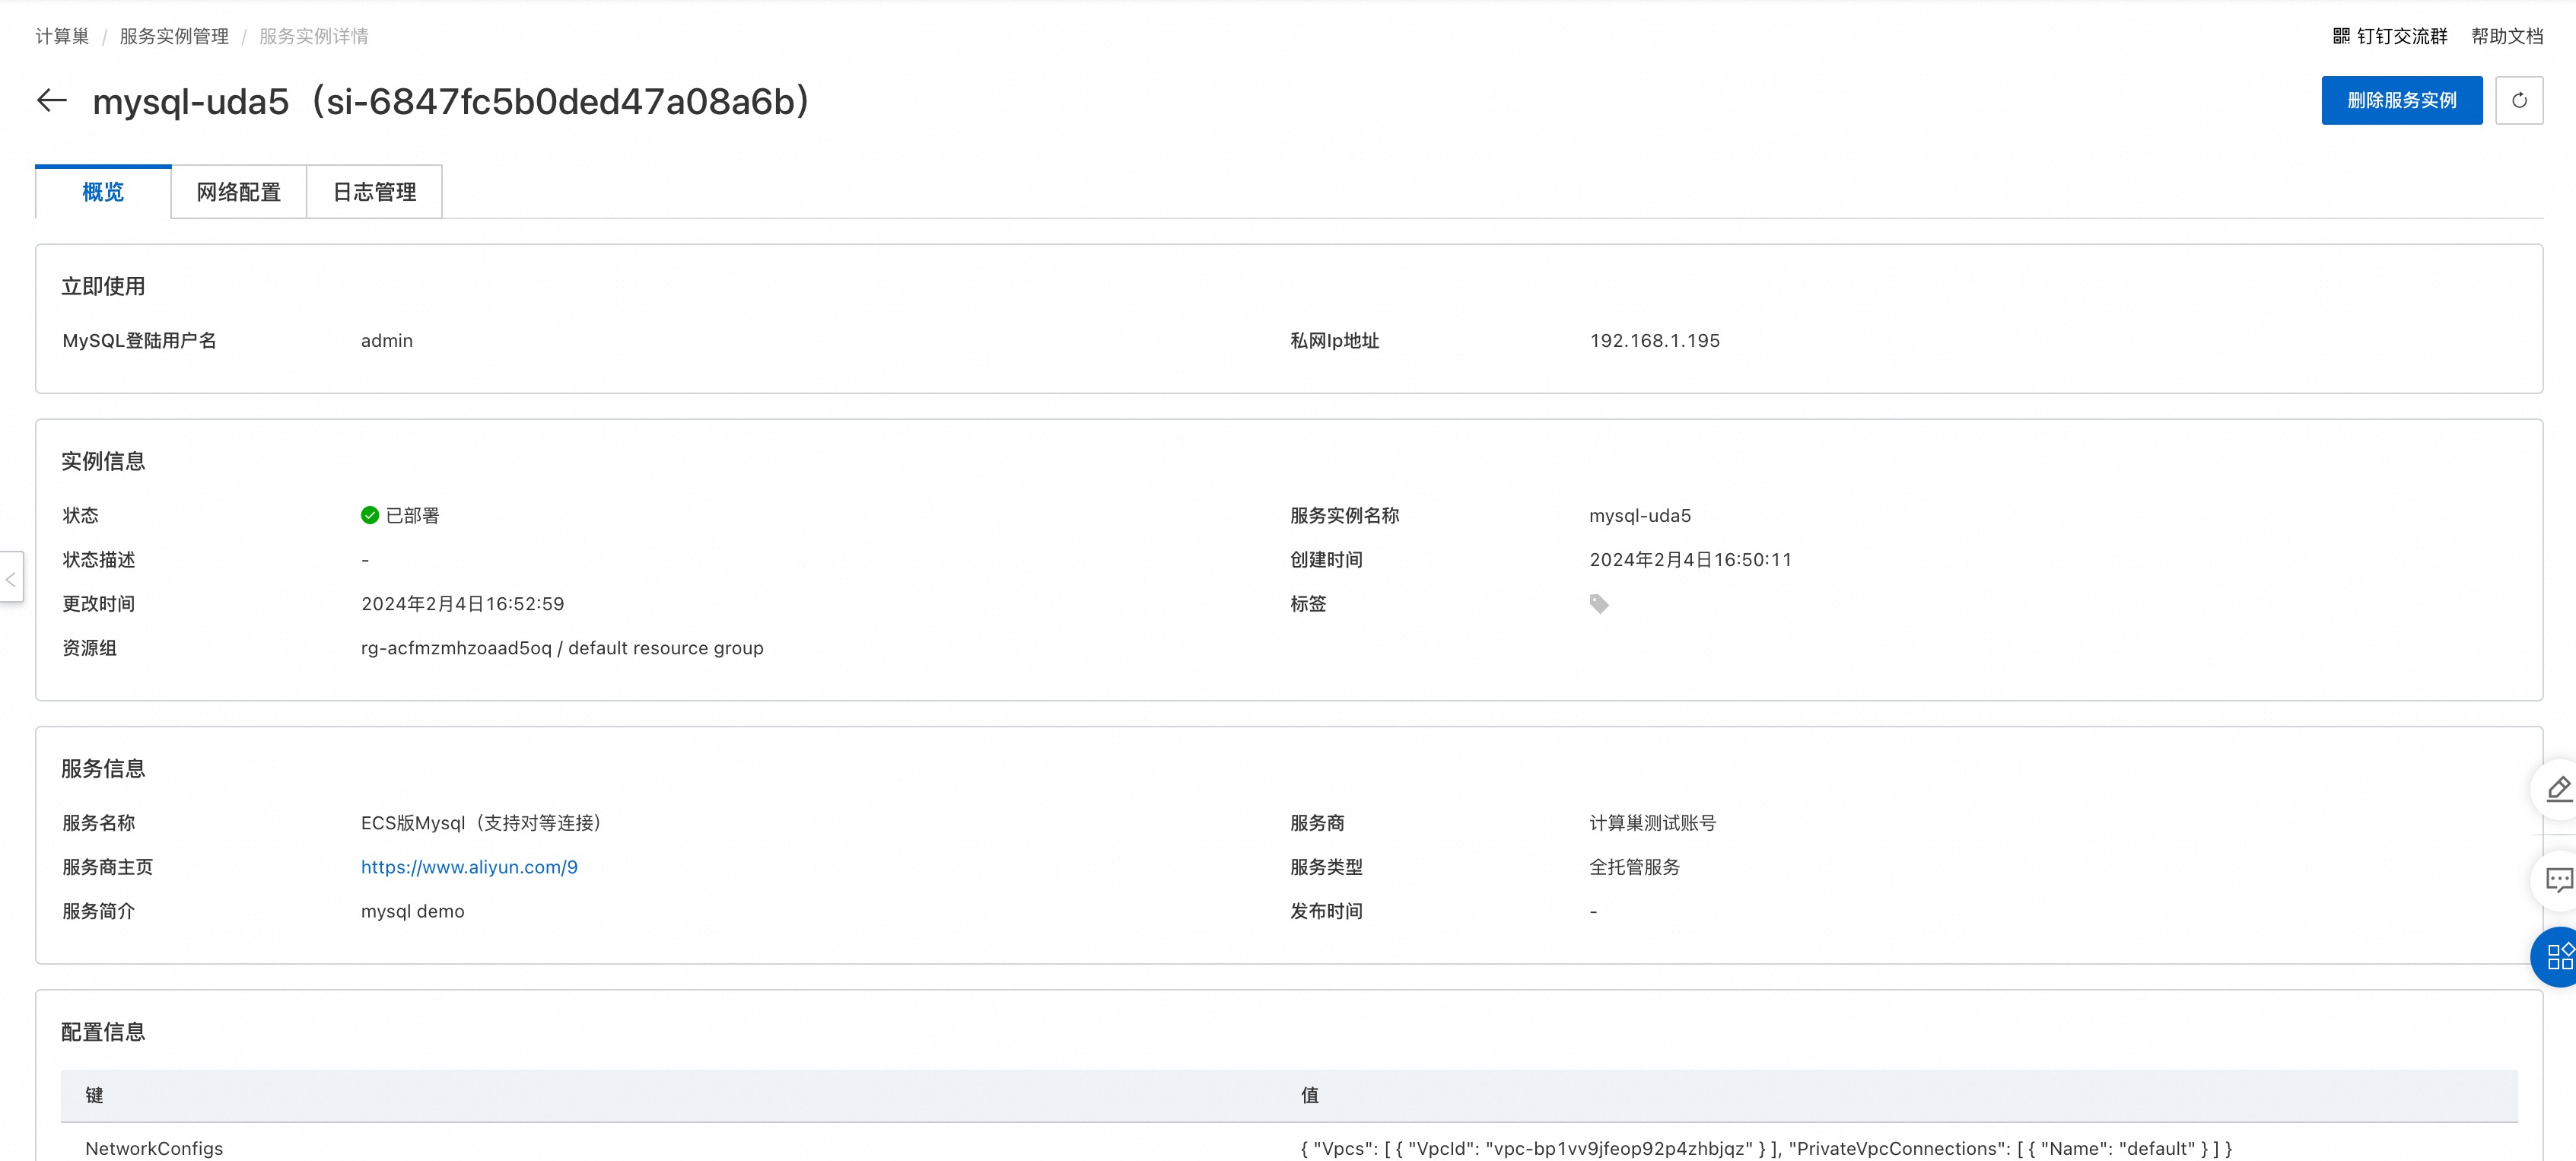 计算巢 / 服务实例管理 / 服务实例详情 钉钉交流群 帮助文档
mysql-uda5（si-6847fc5b0ded47a08a6b） 删除服务实例
概览 网络配置 日志管理
立即使用
MySQL登陆用户名 admin 私网Ip地址 192.168.1.195
实例信息
状态 已部署 服务实例名称 mysql-uda5
状态描述 - 创建时间 2024年2月4日16:50:11
更改时间 2024年2月4日16:52:59 标签
资源组 rg-acfmzmhzoaad5oq / default resource group
服务信息
服务名称 ECS版Mysql（支持对等连接） 服务商 计算巢测试账号
服务商主页 https://www.aliyun.com/9 服务类型 全托管服务
服务简介 mysql demo 发布时间 -
配置信息
键 值
NetworkConfigs { "Vpcs": [ { "VpcId": "vpc-bp1vv9jfeop92p4zhbjqz" } ], "PrivateVpcConnections": [ { "Name": "default" } ] }